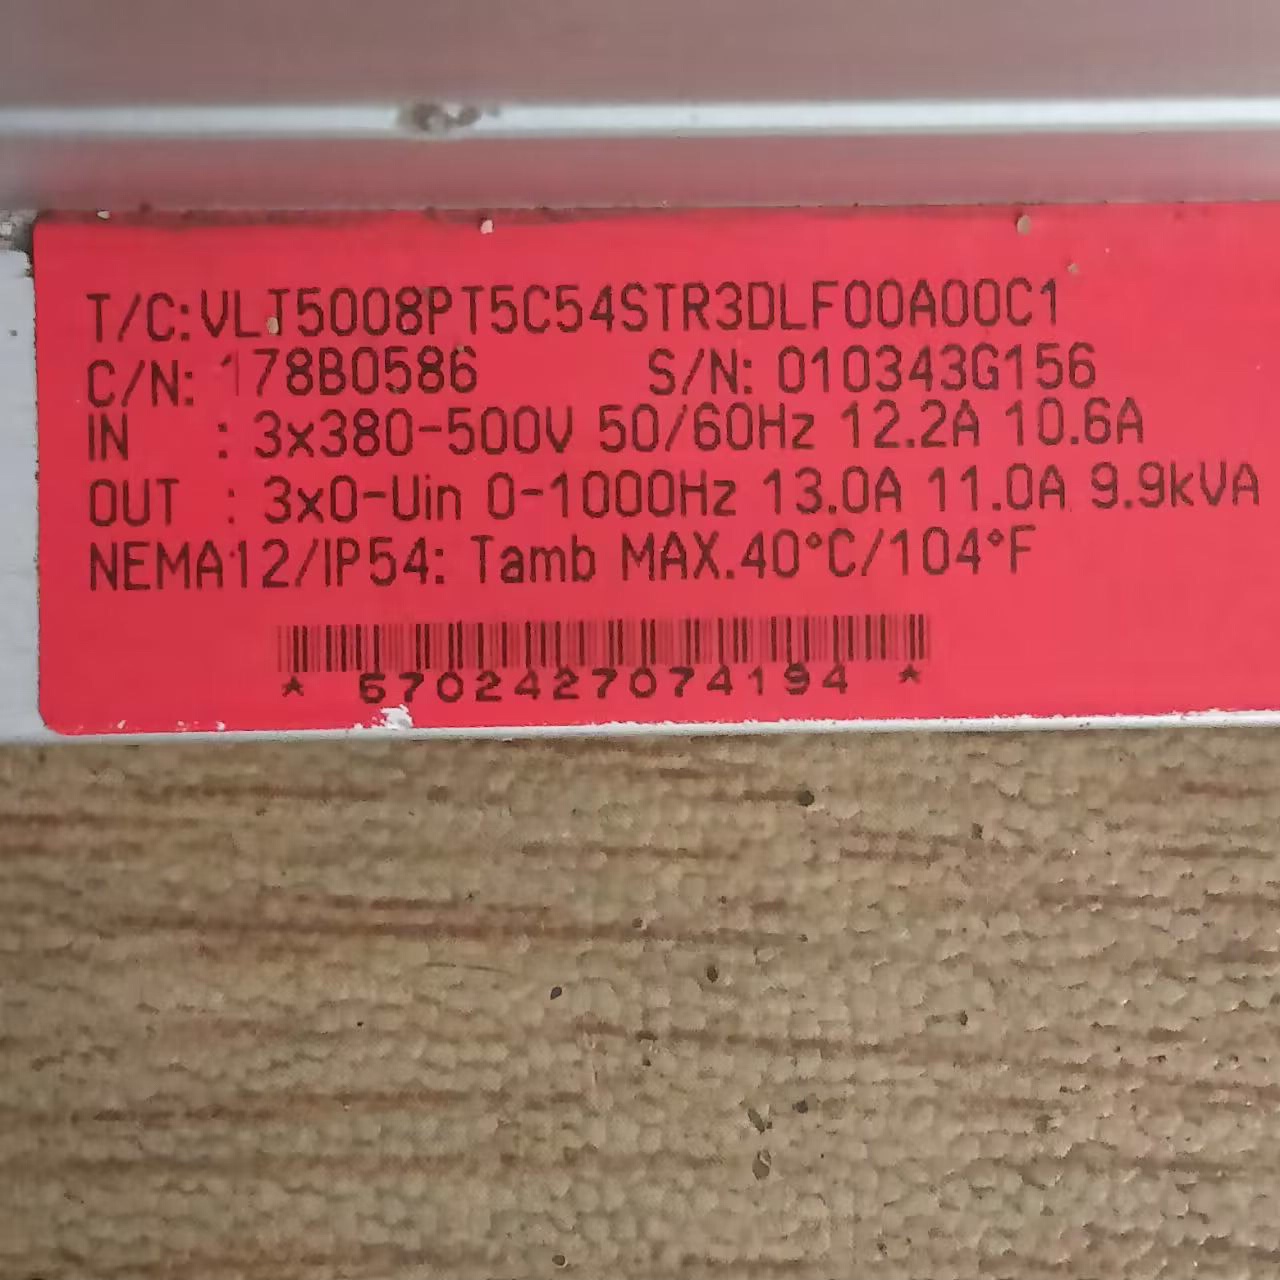 T/C:VLT5008PT5C54STR3DLF00A00C1
C/N: 178B0586 S/N: 010343G156
IN : 3x380-500V 50/60Hz 12.2A 10.6A
OUT : 3x0-Uin 0-1000Hz 13.0A 11.0A 9.9kVA
NEMA12/IP54: Tamb MAX.40°C/104°F
* 5702427074194 *